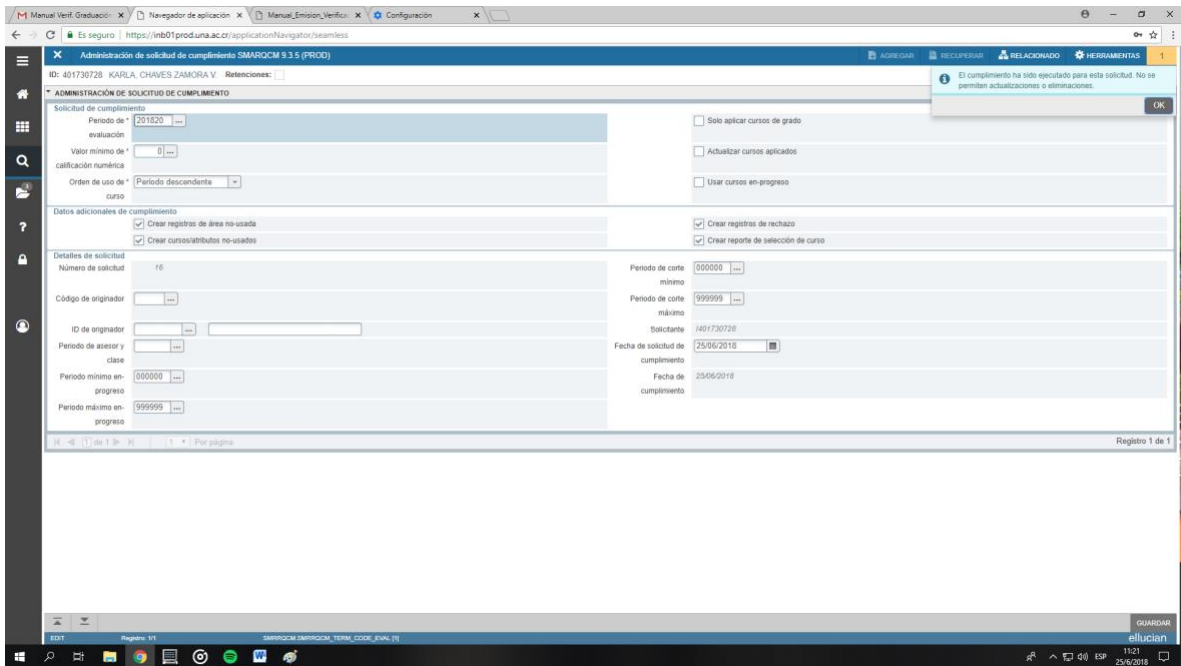 Manual Verif. Graduació
Navegador de aplicación
Manual_Emision_Verifica
Configuración
Es seguro https://inb01prod.una.ac.cr/applicationNavigator/seamless
Administración de solicitud de cumplimiento SMARQCM 9.3.5 (PROD)
AGREGAR RECUPERAR RELACIONADO HERRAMIENTAS 1
ID: 401730728 KARLA, CHAVES ZAMORA V. Retenciones:
El cumplimiento ha sido ejecutado para esta solicitud. No se
permiten actualizaciones o eliminaciones.
OK
ADMINISTRACIÓN DE SOLICITUD DE CUMPLIMIENTO
Solicitud de cumplimiento
Periodo de * 201820 ... Solo aplicar cursos de grado
evaluación
Valor mínimo de * 0 ... Actualizar cursos aplicados
calificación numérica
Orden de uso de * Período descendente Usar cursos en-progreso
curso
Datos adicionales de cumplimiento
Crear registros de área no-usada Crear registros de rechazo
Crear cursos/atributos no-usados Crear reporte de selección de curso
Detalles de solicitud
Número de solicitud 16 Periodo de corte 000000 ...
mínimo
Código de originador ... Periodo de corte 999999 ...
máximo
ID de originador ... Solicitante I401730728
Periodo de asesor y ... Fecha de solicitud de 25/06/2018
clase cumplimiento
Periodo mínimo en- 000000 ... Fecha de 25/06/2018
progreso cumplimiento
Periodo máximo en- 999999 ...
progreso
1 de 1 1 Por página Registro 1 de 1
GUARDAR
EDIT Registro: 1/1 SMRRQCM.SMRRQCM_TERM_CODE_EVAL [1] ellucian
ESP 11:21
25/6/2018